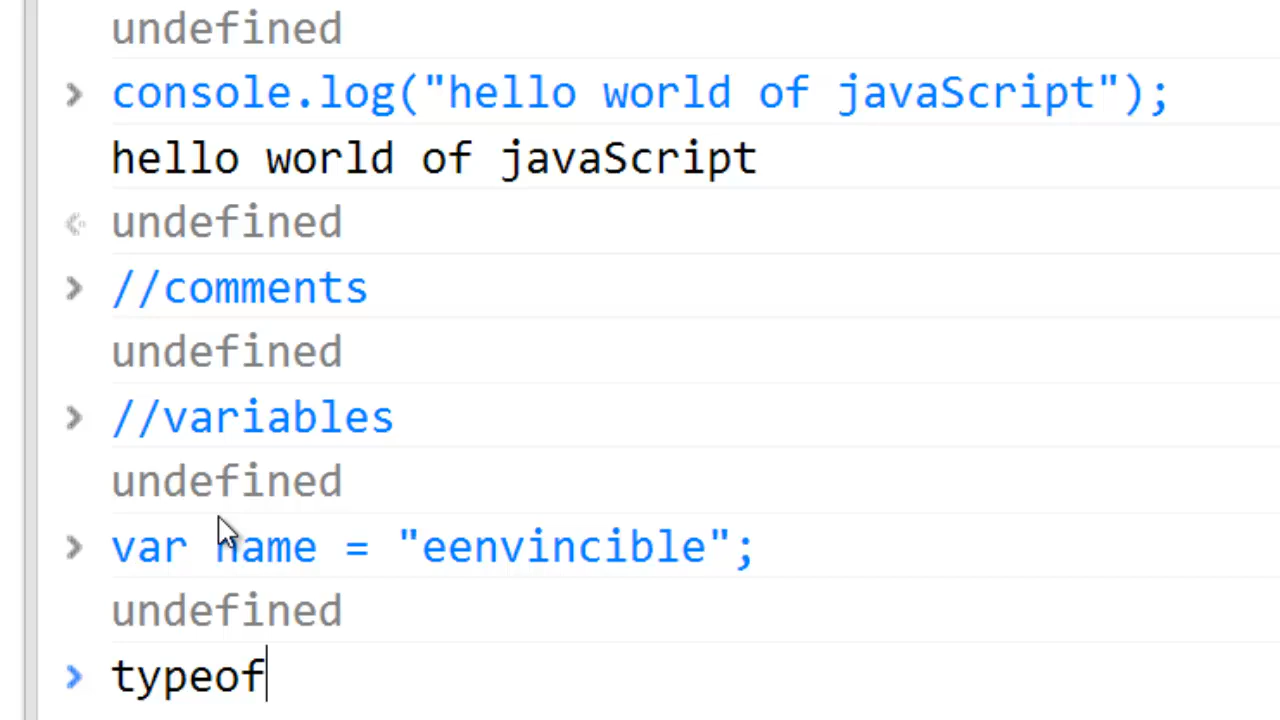 undefined
console.log("hello world of javaScript");
hello world of javaScript
undefined
//comments
undefined
//variables
undefined
var name = "eenvincible";
undefined
typeof